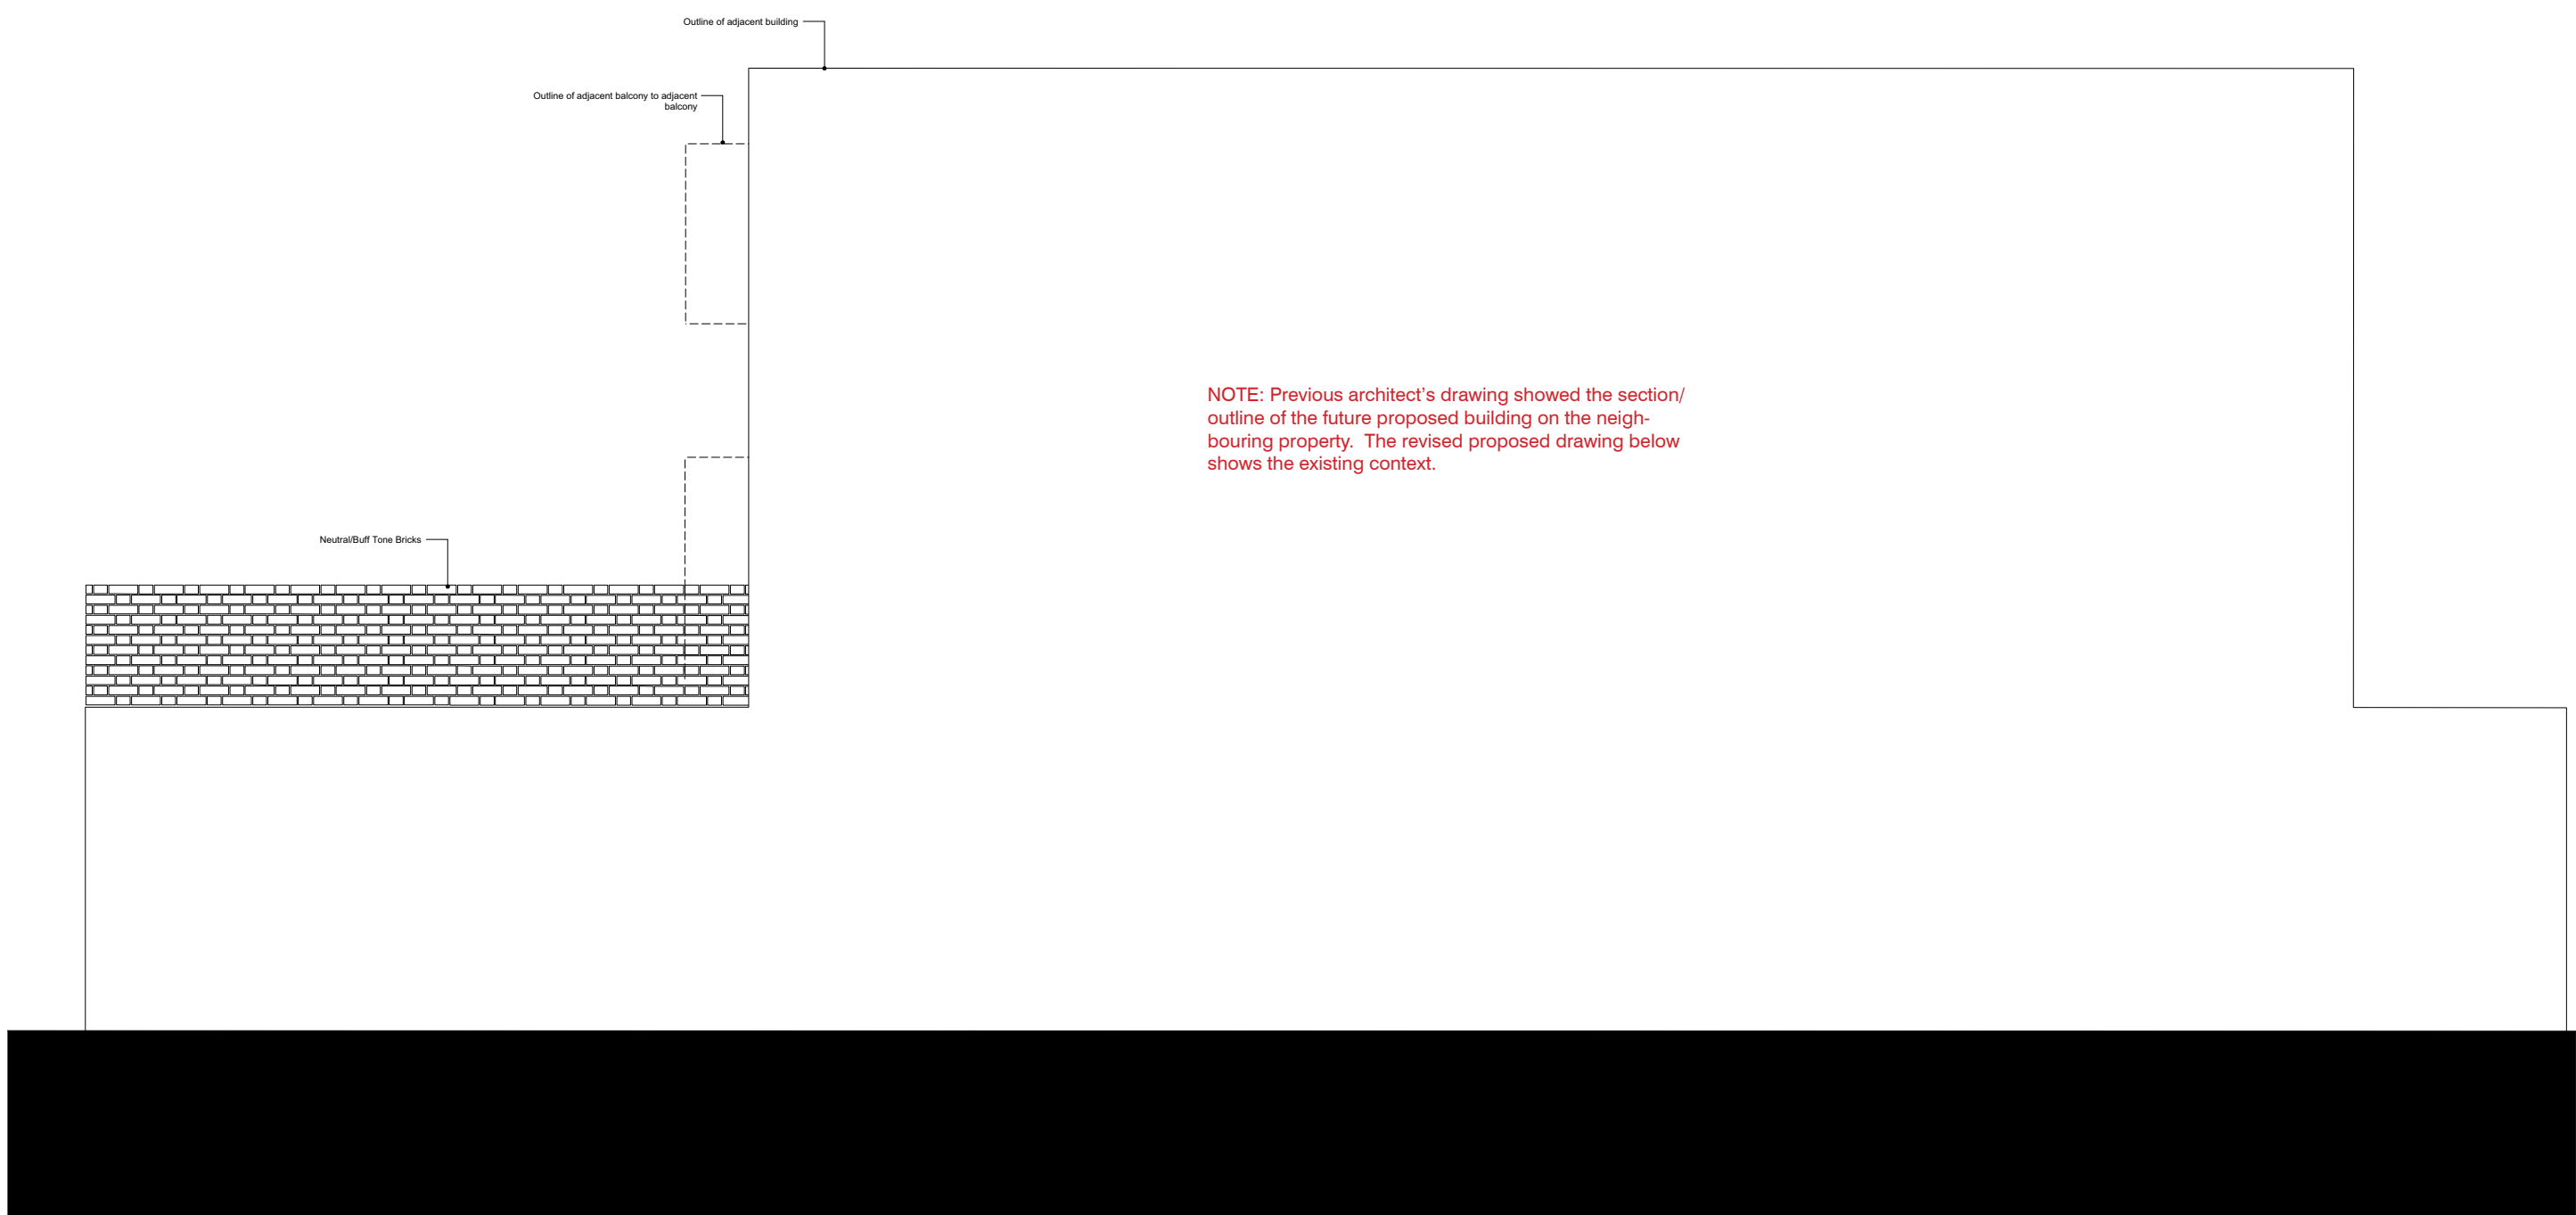 Outline of adjacent building
Outline of adjacent balcony to adjacent
balcony
NOTE: Previous architect's drawing showed the section/
outline of the future proposed building on the neigh-
bouring property.  The revised proposed drawing below
shows the existing context.
Neutral/Buff Tone Bricks